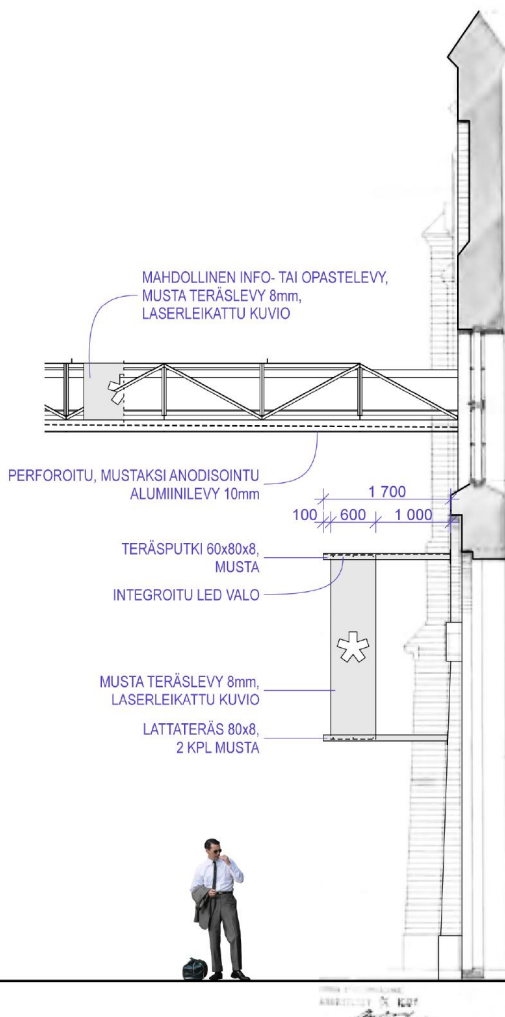 MAHDOLLINEN INFO- TAI OPASTELEVY,
MUSTA TERÄSLEVY 8mm,
LASERLEIKATTU KUVIO
PERFOROITU, MUSTAKSI ANODISOINTU
ALUMIINILEVY 10mm
1 700
100 600 1 000
TERÄSPUTKI 60x80x8,
MUSTA
INTEGROITU LED VALO
MUSTA TERÄSLEVY 8mm,
LASERLEIKATTU KUVIO
LATTATERÄS 80x8,
2 KPL MUSTA